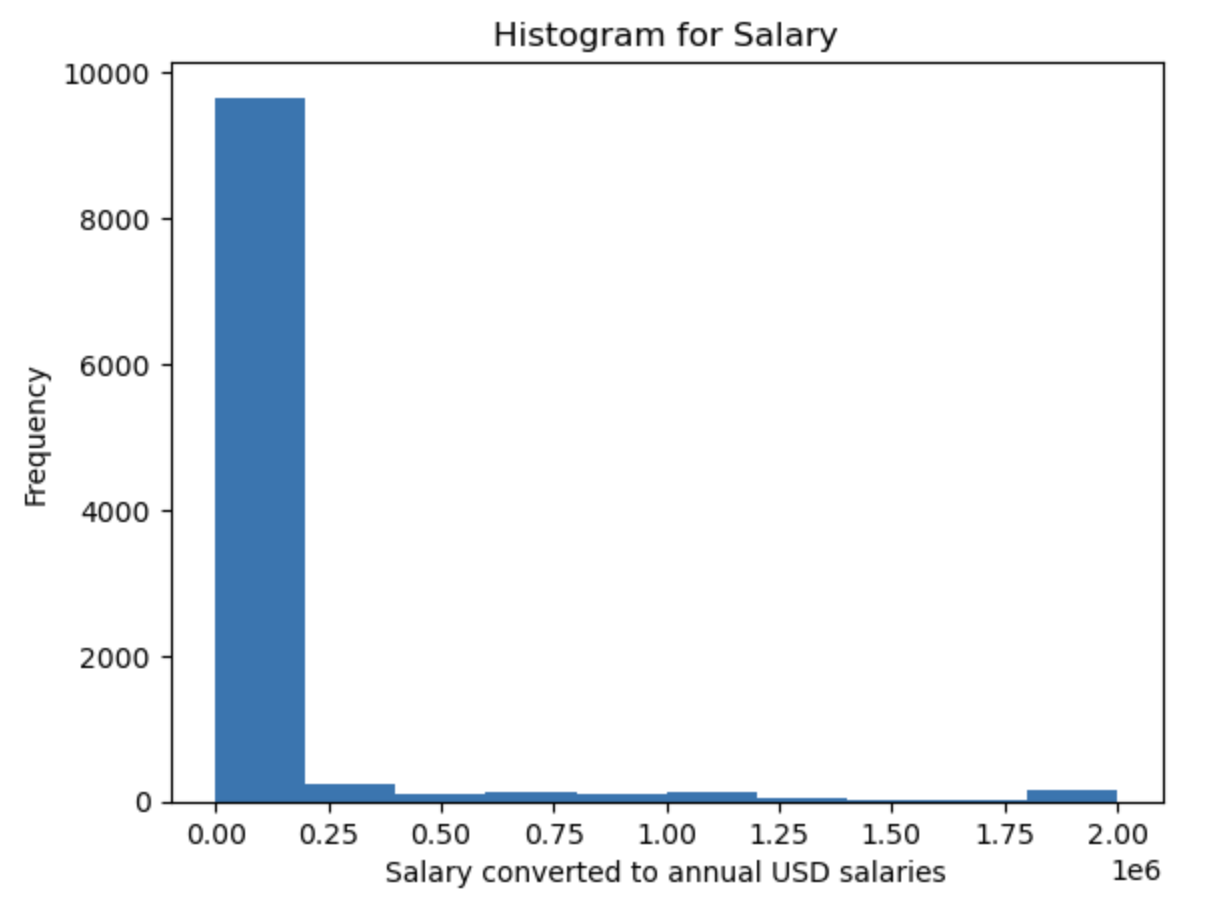 Histogram for Salary
10000
8000
6000
4000
2000
0
Frequency
0.00 0.25 0.50 0.75 1.00 1.25 1.50 1.75 2.00
1e6
Salary converted to annual USD salaries